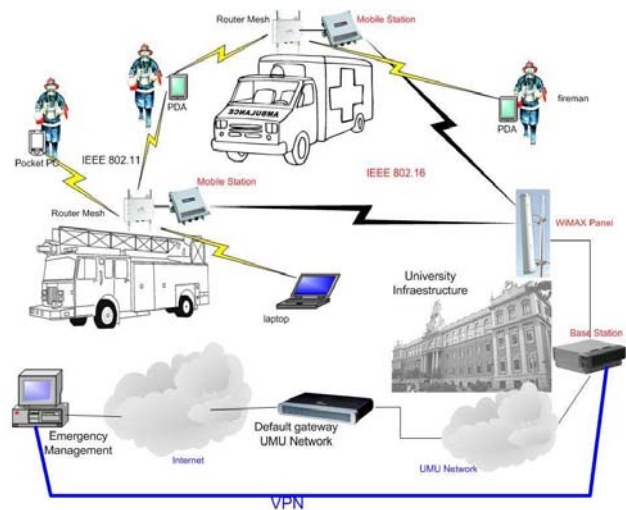 Router Mesh
Mobile Station
PDA
PDA
fireman
Pocket PC
IEEE 802.11
AMBULANCE
IEEE 802.16
Mobile Station
Router Mesh
WiMAX Panel
University
Infraestructure
laptop
Base Station
Emergency
Management
Internet
Default gateway
UMU Network
UMU Network
VPN